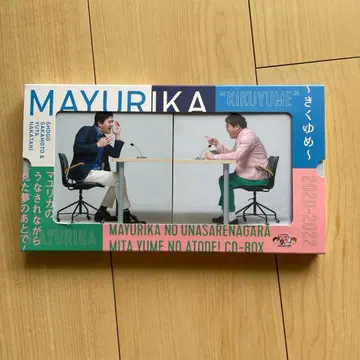 MAYURIKA
"KIKUYUME"
〜きくゆめ〜
SHOGO
SAKAMOTO &
YUTA
NAKATANI
2020-2022
マユリカの
うなされながら
見た夢のあとで
MAYURIKA
MAYURIKA NO UNASARENAGARA
MITA YUME NO ATODE! CD-BOX